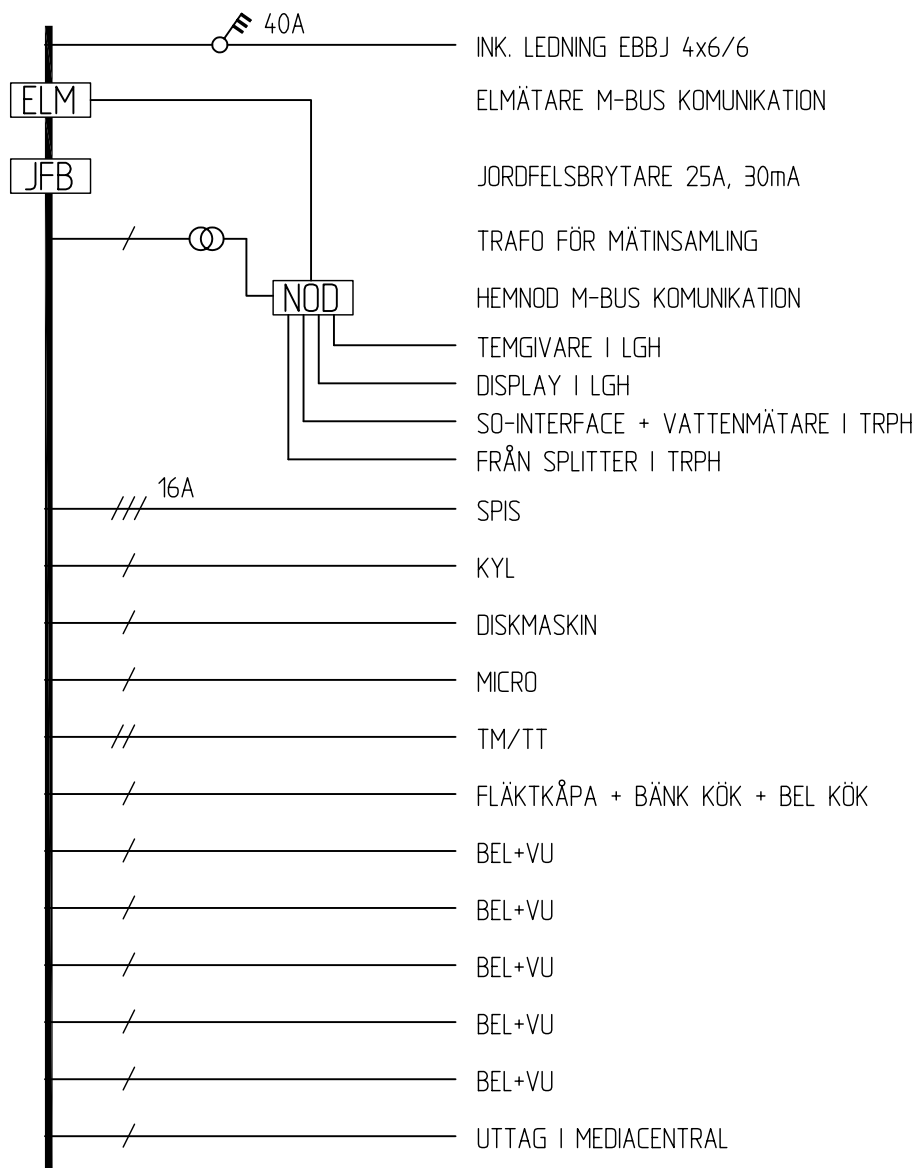 40A
INK. LEDNING EBBJ 4x6/6
ELM
ELMÄTARE M-BUS KOMUNIKATION
JFB
JORDFELSBRYTARE 25A, 30mA
TRAFO FÖR MÄTINSAMLING
NOD
HEMNOD M-BUS KOMUNIKATION
TEMGIVARE I LGH
DISPLAY I LGH
SO-INTERFACE + VATTENMÄTARE I TRPH
FRÅN SPLITTER I TRPH
16A
SPIS
KYL
DISKMASKIN
MICRO
TM/TT
FLÄKTKÅPA + BÄNK KÖK + BEL KÖK
BEL+VU
BEL+VU
BEL+VU
BEL+VU
BEL+VU
UTTAG I MEDIACENTRAL